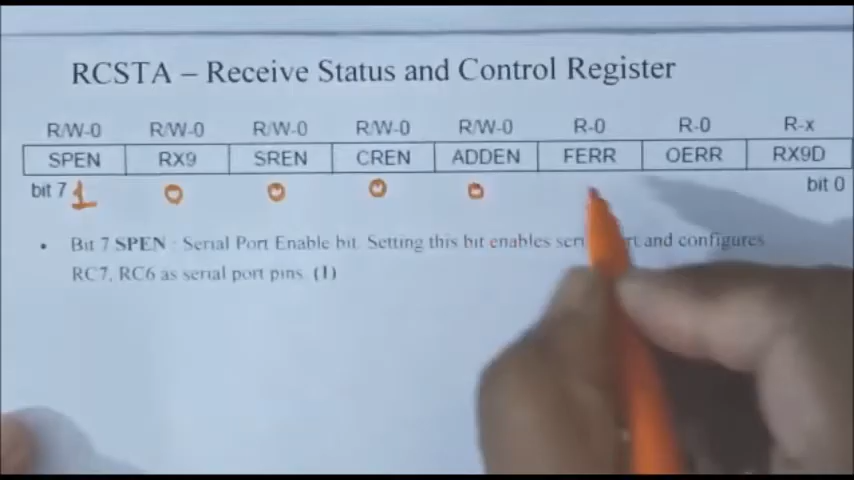 RCSTA – Receive Status and Control Register
R/W-0 R/W-0 R/W-0 R/W-0 R/W-0 R-0 R-0 R-x
SPEN RX9 SREN CREN ADDEN FERR OERR RX9D
bit 7 1 0 0 0 0 bit 0
• Bit 7 SPEN : Serial Port Enable bit. Setting this bit enables and configures
RC7, RC6 as serial port pins. (1)